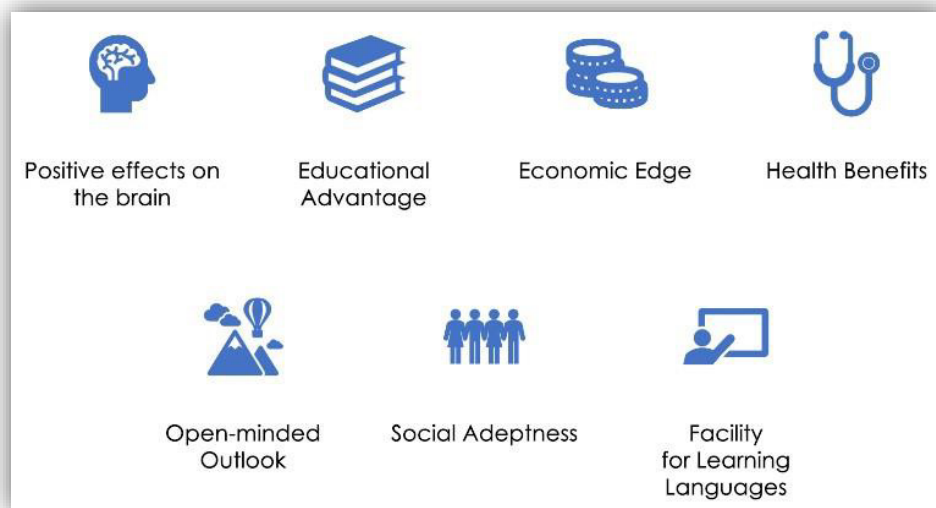 Positive effects on
the brain
Educational
Advantage
Economic Edge
Health Benefits
Open-minded
Outlook
Social Adeptness
Facility
for Learning
Languages